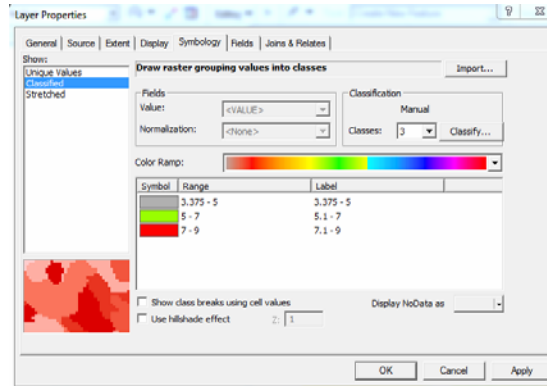 Layer Properties
General Source Extent Display Symbology Fields Joins & Relates
Show:
Unique Values
Classified
Stretched
Draw raster grouping values into classes
Import...
Fields
Value: <VALUE>
Normalization: <None>
Classification
Manual
Classes: 3 Classify...
Color Ramp:
Symbol Range Label
3.375 - 5 3.375 - 5
5 - 7 5.1 - 7
7 - 9 7.1 - 9
Show class breaks using cell values
Display NoData as
Use hillshade effect Z: 1
OK Cancel Apply